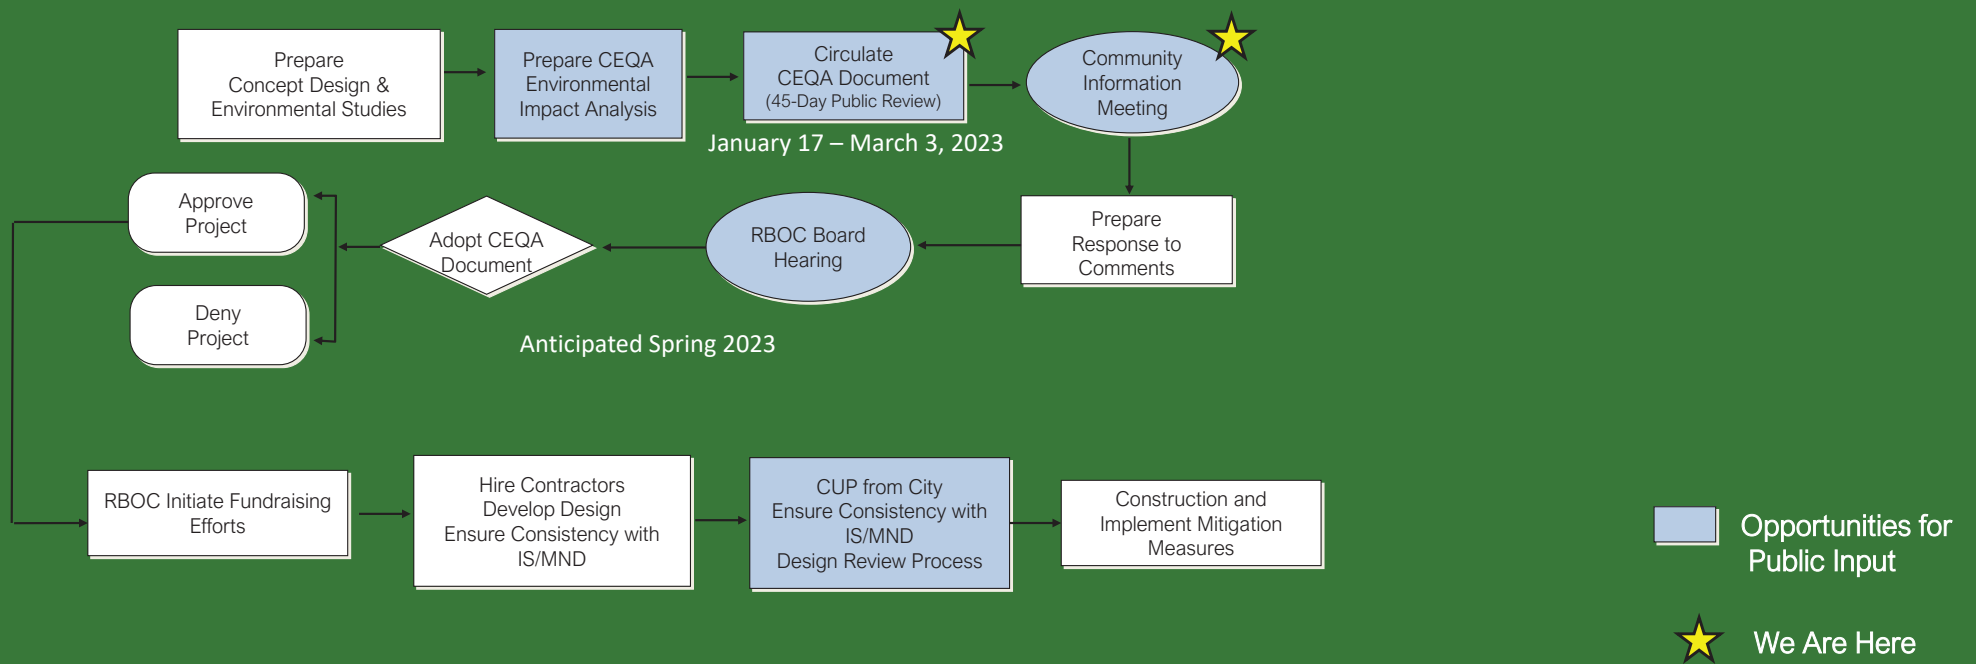 Prepare
Concept Design &
Environmental Studies
Prepare CEQA
Environmental
Impact Analysis
Circulate
CEQA Document
(45-Day Public Review)
January 17 – March 3, 2023
Community
Information
Meeting
Prepare
Response to
Comments
RBOC Board
Hearing
Adopt CEQA
Document
Approve
Project
Deny
Project
Anticipated Spring 2023
RBOC Initiate Fundraising
Efforts
Hire Contractors
Develop Design
Ensure Consistency with
IS/MND
CUP from City
Ensure Consistency with
IS/MND
Design Review Process
Construction and
Implement Mitigation
Measures
Opportunities for
Public Input
We Are Here